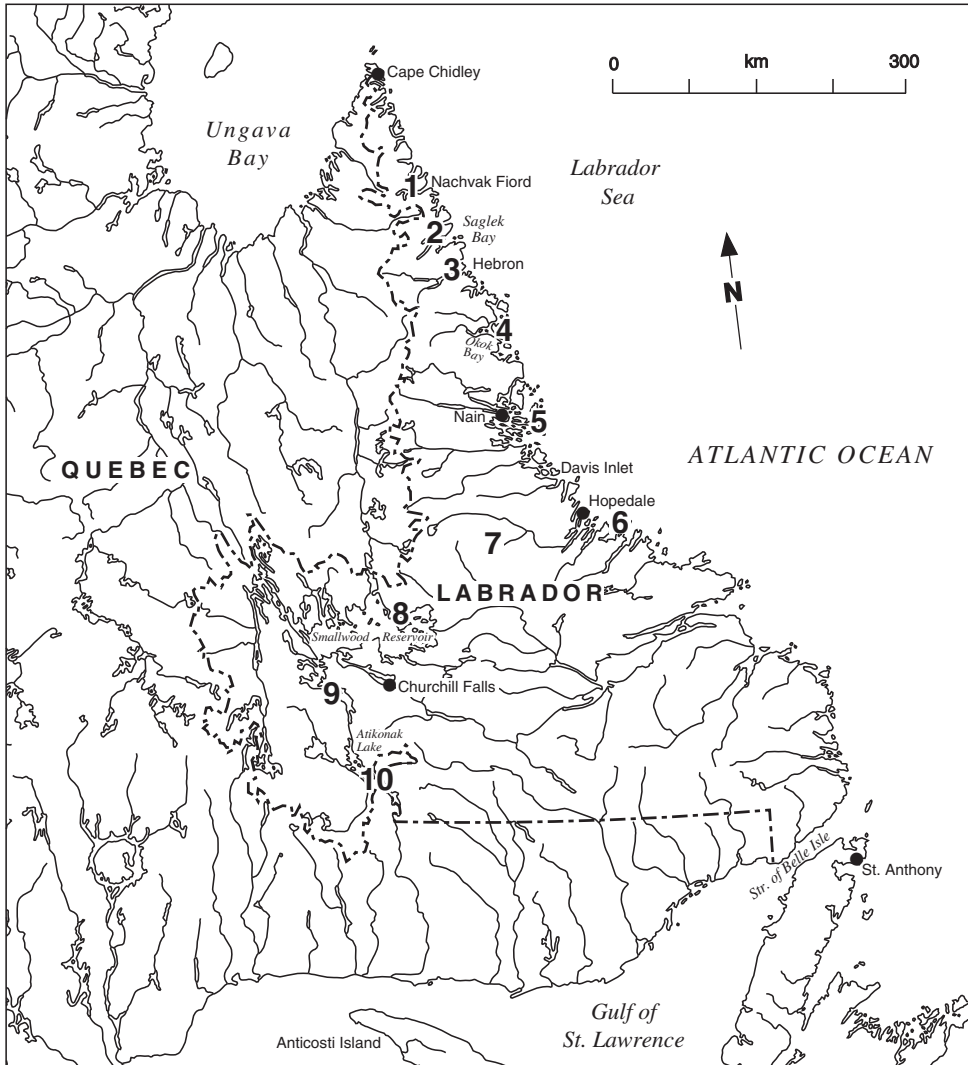 Cape Chidley
0 km 300
Ungava
Bay
Labrador
Sea
1
Nachvak Fiord
2
Saglek
Bay
3
Hebron
N
4
Okok
Bay
Nain
5
ATLANTIC OCEAN
QUEBEC
Davis Inlet
Hopedale
6
7
LABRADOR
8
Smallwood Reservoir
9
Churchill Falls
Atikonak
Lake
10
Str. of Belle Isle
St. Anthony
Gulf of
St. Lawrence
Anticosti Island